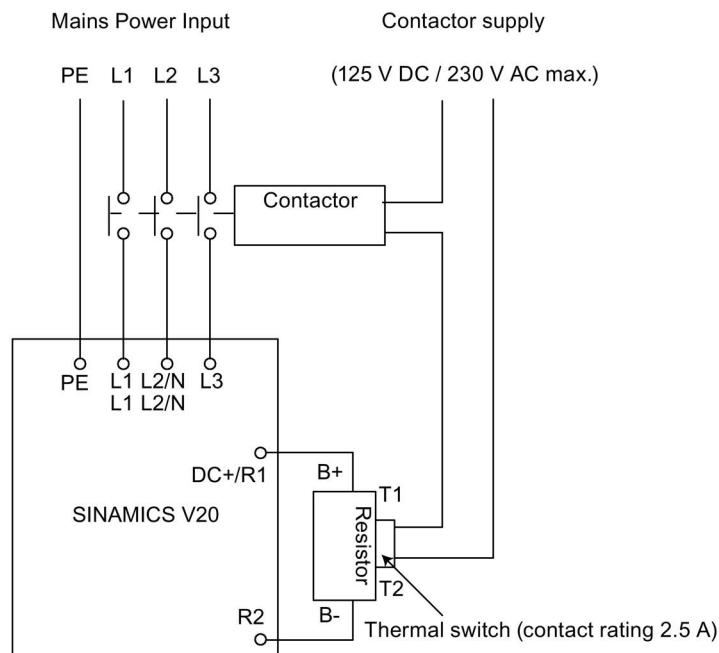 Mains Power Input
Contactor supply
PE L1 L2 L3
(125 V DC / 230 V AC max.)
Contactor
PE L1 L2/N L3
L1 L2/N
DC+/R1
B+
T1
SINAMICS V20
Resistor
T2
R2
B-
Thermal switch (contact rating 2.5 A)